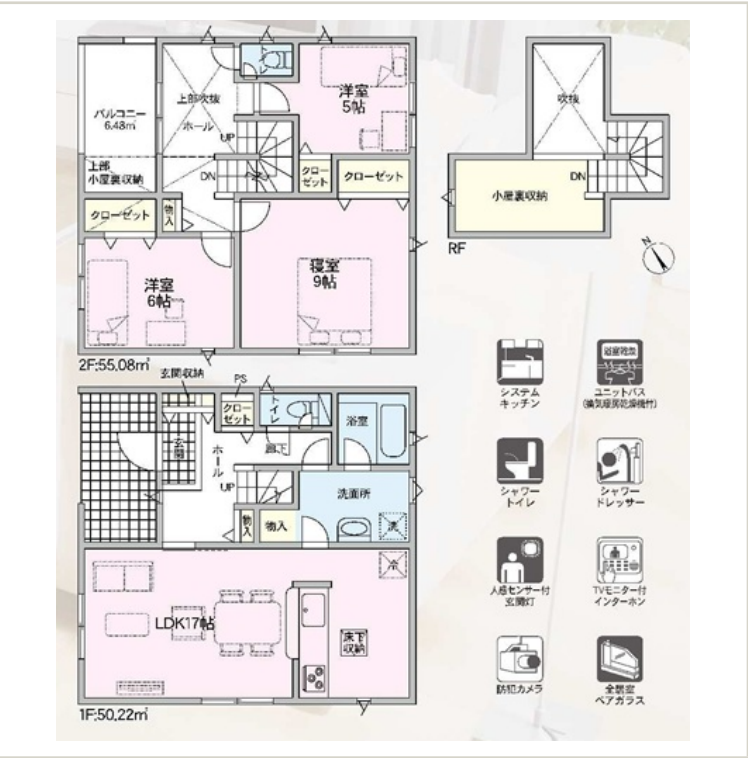 トイレ
洋室
5帖
上部吹抜
ホール
UP
バルコニー
6.48㎡
上部
小屋裏収納
DN
クロー
ゼット
クローゼット
クローゼット
物入
洋室
6帖
寝室
9帖
2F:55.08㎡
吹抜
DN
小屋裏収納
RF
N
玄関収納
PS
クロー
ゼット
トイレ
浴室
玄関
ホール
廊下
UP
洗面所
物入
物入
洗
冷
LDK17帖
床下
収納
1F:50.22㎡
システム
キッチン
浴室乾燥
ユニットバス
(換気暖房乾燥機付)
シャワー
トイレ
シャワー
ドレッサー
人感センサー付
玄関灯
TVモニター付
インターホン
防犯カメラ
全居室
ペアガラス